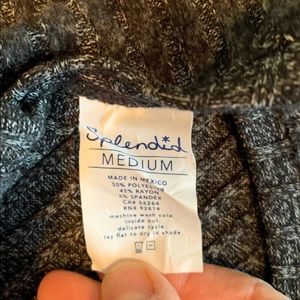 Splendid
MEDIUM
MADE IN MEXICO
50% POLYESTER
45% RAYON
5% SPANDEX
CA# 56268
RN# 92874
machine wash cold.
inside out.
delicate cycle.
lay flat to dry in shade.